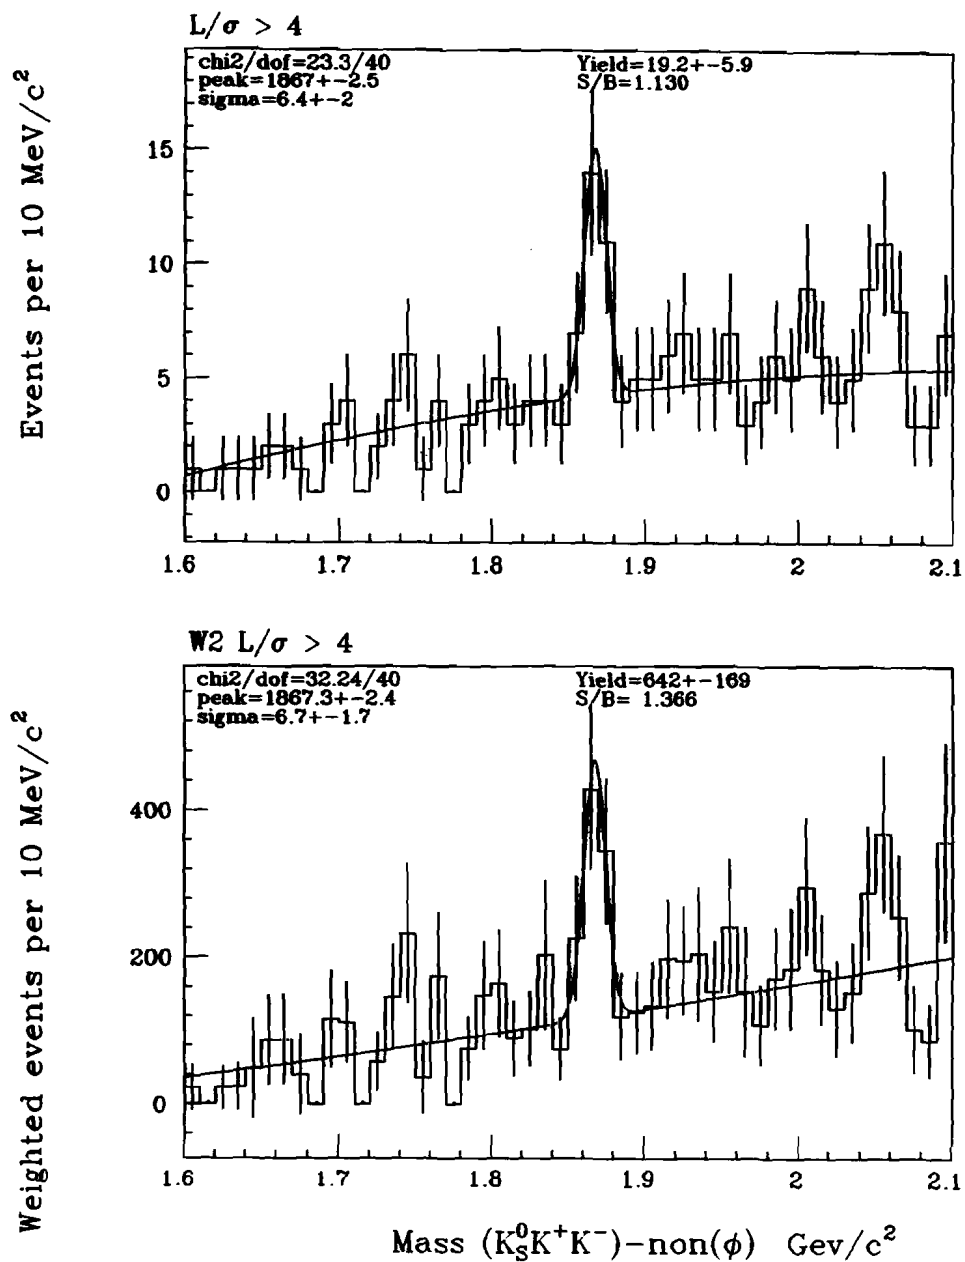 L/σ > 4
chi2/dof=23.3/40
peak=1867+−2.5
sigma=6.4+−2
Yield=19.2+−5.9
S/B=1.130
Events per 10 MeV/c²
15
10
5
0
1.6 1.7 1.8 1.9 2 2.1
W2 L/σ > 4
chi2/dof=32.24/40
peak=1867.3+−2.4
sigma=6.7+−1.7
Yield=642+−169
S/B= 1.366
Weighted events per 10 MeV/c²
400
200
0
1.6 1.7 1.8 1.9 2 2.1
Mass (K⁰_S K⁺K⁻)−non(ϕ) Gev/c²